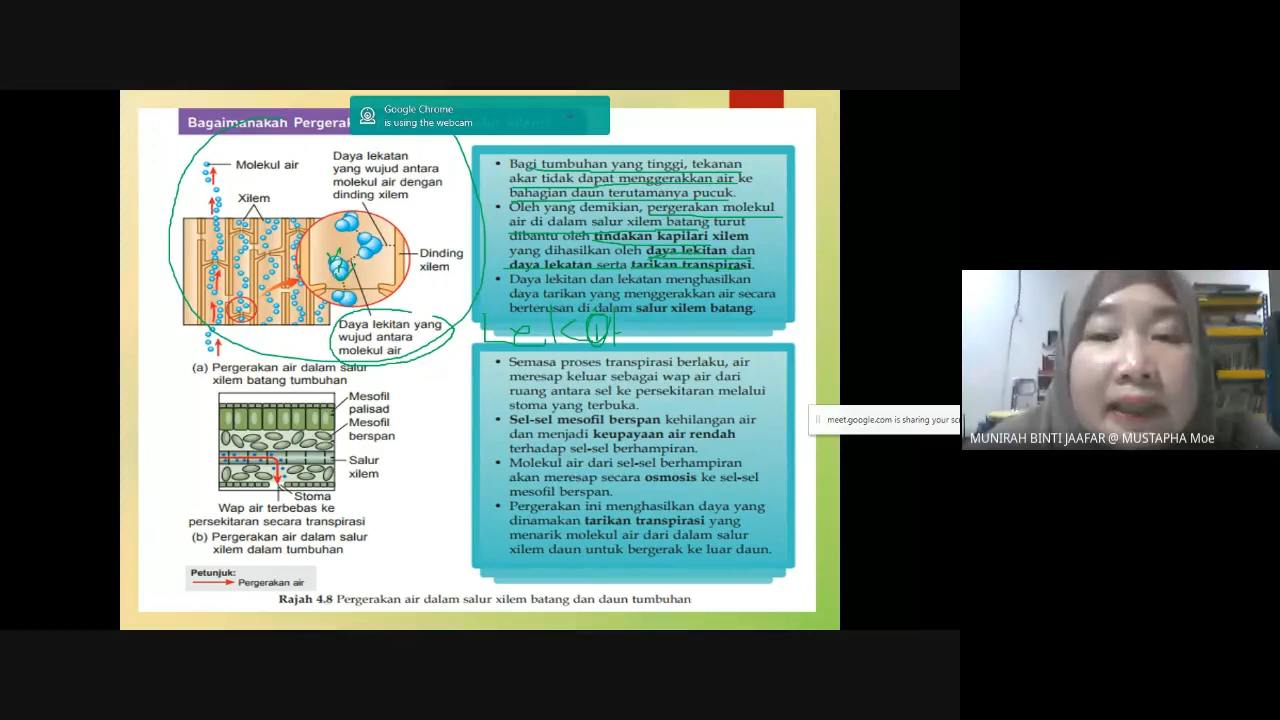 Google Chrome
is using the webcam
Bagaimanakah
Molekul air
Xilem
Daya lekatan
yang wujud antara
molekul air dengan
dinding xilem
Dinding
xilem
Daya lekitan yang
wujud antara
molekul air
(a) Pergerakan air dalam salur
xilem batang tumbuhan
Mesofil
palisad
Mesofil
berspan
Salur
xilem
Stoma
Wap air terbebas ke
persekitaran secara transpirasi
(b) Pergerakan air dalam salur
xilem dalam tumbuhan
Petunjuk:
Pergerakan air
• Bagi tumbuhan yang tinggi, tekanan
akar tidak dapat menggerakkan air ke
bahagian daun terutamanya pucuk.
• Oleh yang demikian, pergerakan molekul
air di dalam salur xilem batang turut
dibantu oleh tindakan kapilari xilem
yang dihasilkan oleh daya lekitan dan
daya lekatan serta tarikan transpirasi.
• Daya lekitan dan lekatan menghasilkan
daya tarikan yang menggerakkan air secara
berterusan di dalam salur xilem batang.
• Semasa proses transpirasi berlaku, air
meresap keluar sebagai wap air dari
ruang antara sel ke persekitaran melalui
stoma yang terbuka.
• Sel-sel mesofil berspan kehilangan air
dan menjadi keupayaan air rendah
terhadap sel-sel berhampiran.
• Molekul air dari sel-sel berhampiran
akan meresap secara osmosis ke sel-sel
mesofil berspan.
• Pergerakan ini menghasilkan daya yang
dinamakan tarikan transpirasi yang
menarik molekul air dari dalam salur
xilem daun untuk bergerak ke luar daun.
Rajah 4.8 Pergerakan air dalam salur xilem batang dan daun tumbuhan
meet.google.com is sharing your
MUNIRAH BINTI JAAFAR @ MUSTAPHA Moe